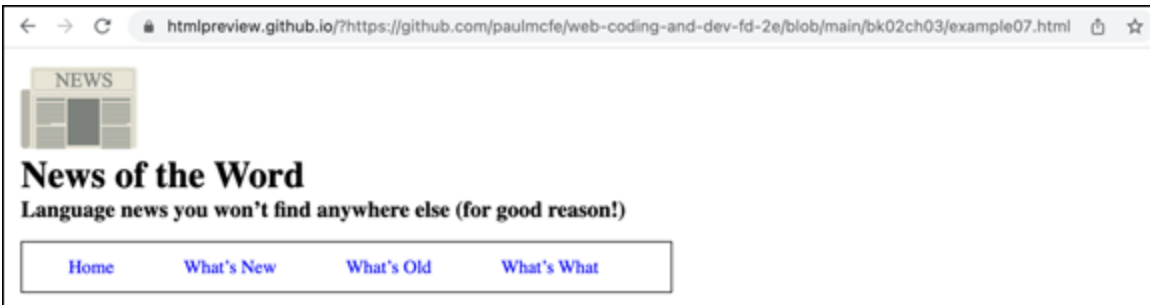 htmlpreview.github.io/?https://github.com/paulmcfe/web-coding-and-dev-fd-2e/blob/main/bk02ch03/example07.html
NEWS
News of the Word
Language news you won’t find anywhere else (for good reason!)
Home What’s New What’s Old What’s What